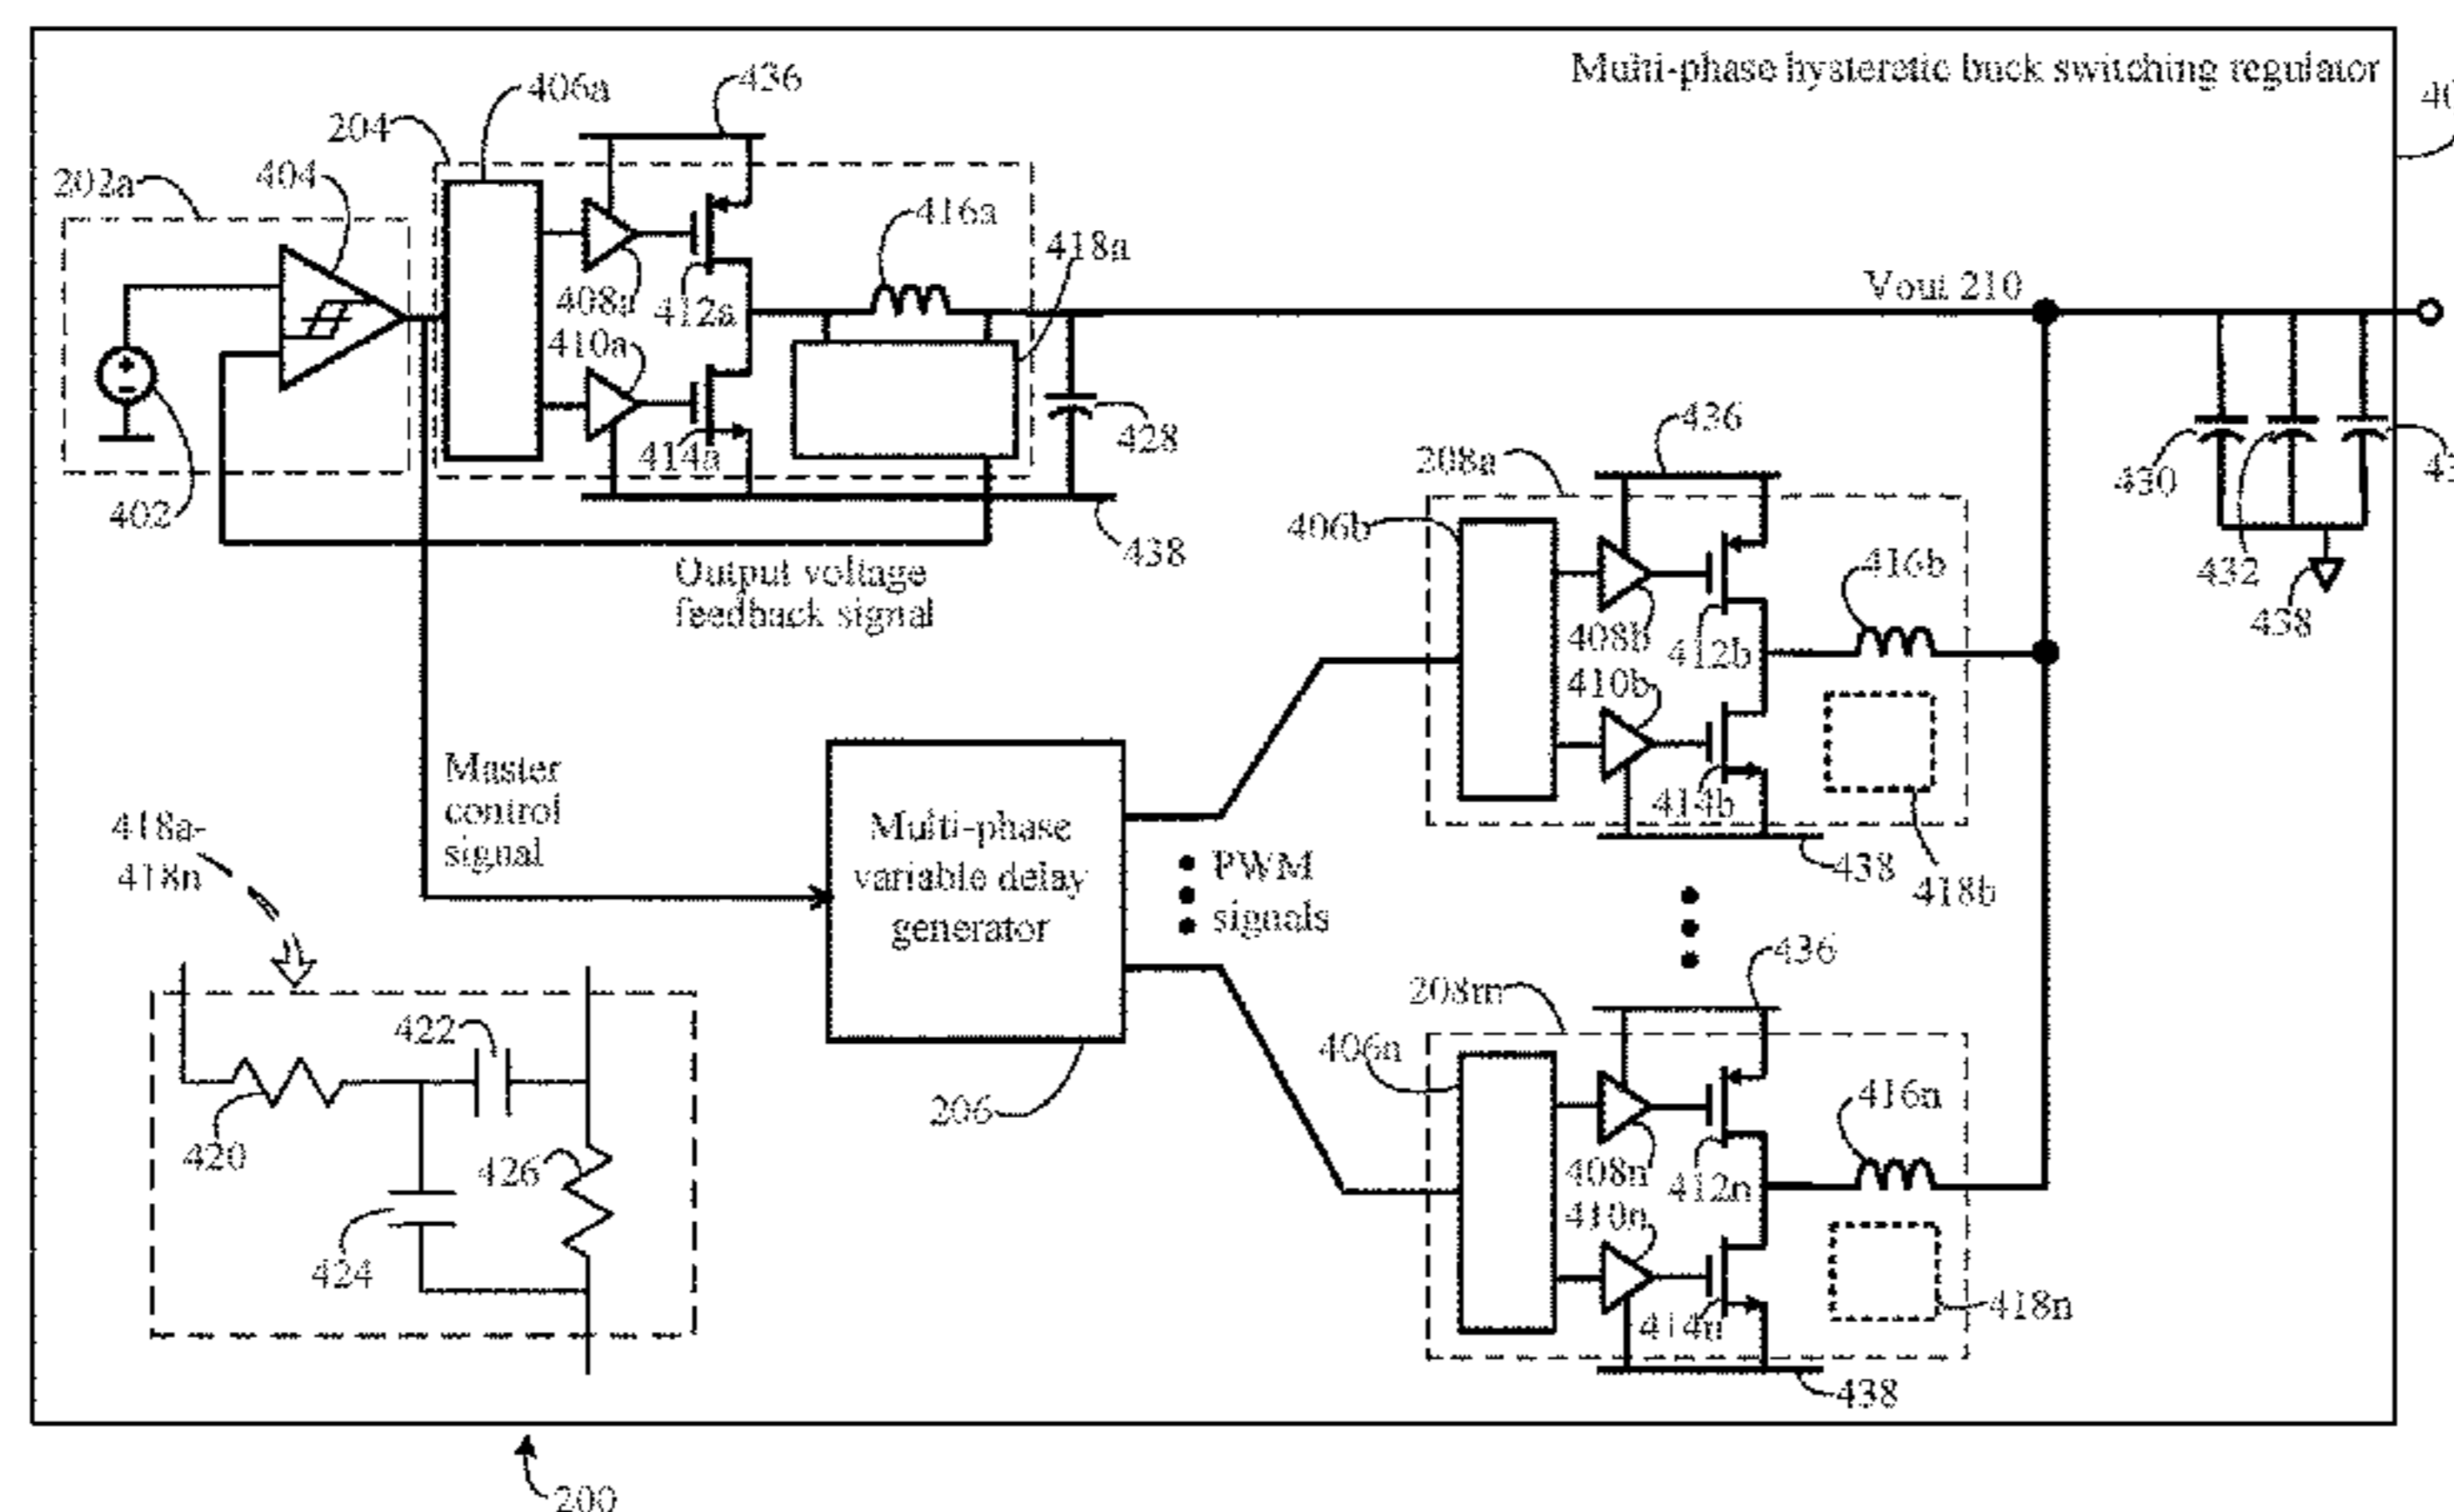 Multi-phase hysteretic buck switching regulator
436
406a
204
202a
404
416a
418a
408a
412a
Vout 210
410a
414a
428
402
438
Output voltage
feedback signal
436
208a
406b
416b
430
432
438
408b
412b
410b
414b
438
418b
Master
control
signal
Multi-phase
variable delay
generator
PWM
signals
418a-
418n
436
208m
406n
422
206
420
426
424
416n
408n
412n
410n
414n
418n
438
200